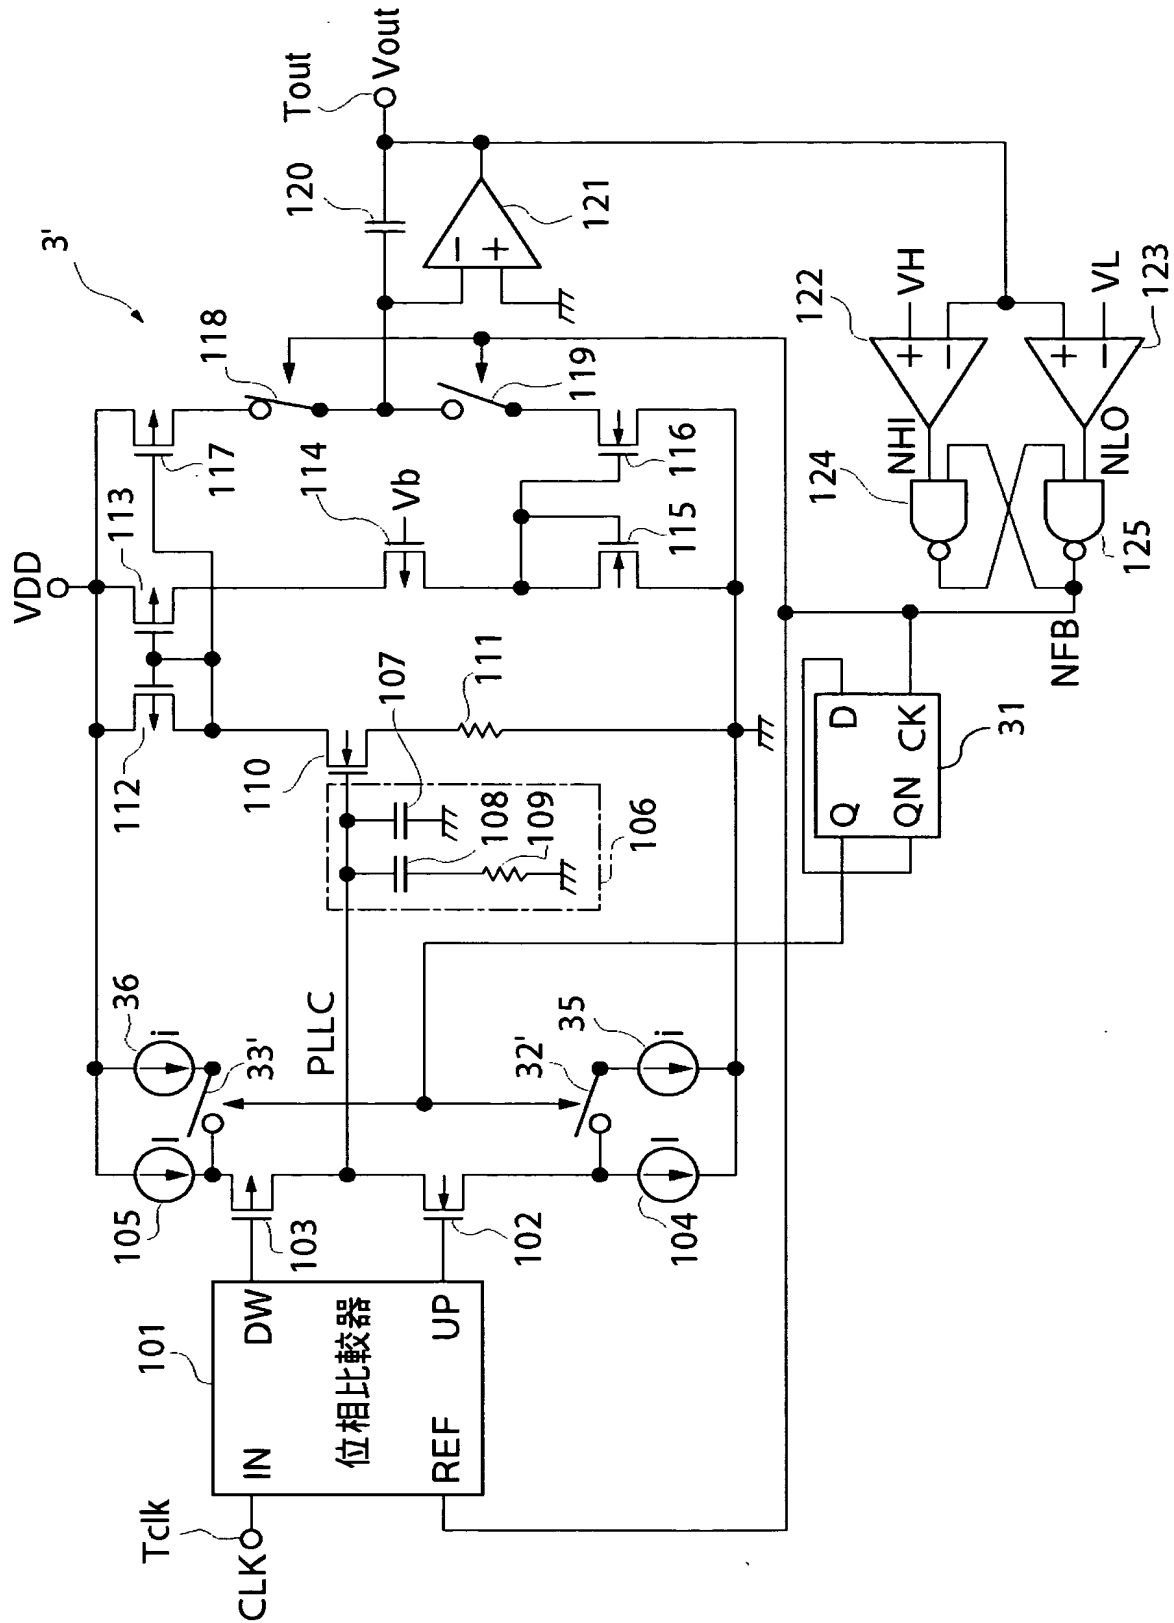 3'
VDD
Tclk
CLK
101
IN
DW
位相比較器
REF
UP
105
I
103
102
104
I
36
i
33'
PLLC
32'
35
i
112
113
117
118
110
107
108
109
106
111
114
Vb
115
116
119
120
121
−
+
Tout
Vout
122
VH
+
−
NHI
124
123
VL
+
−
NLO
125
NFB
31
Q
D
QN
CK